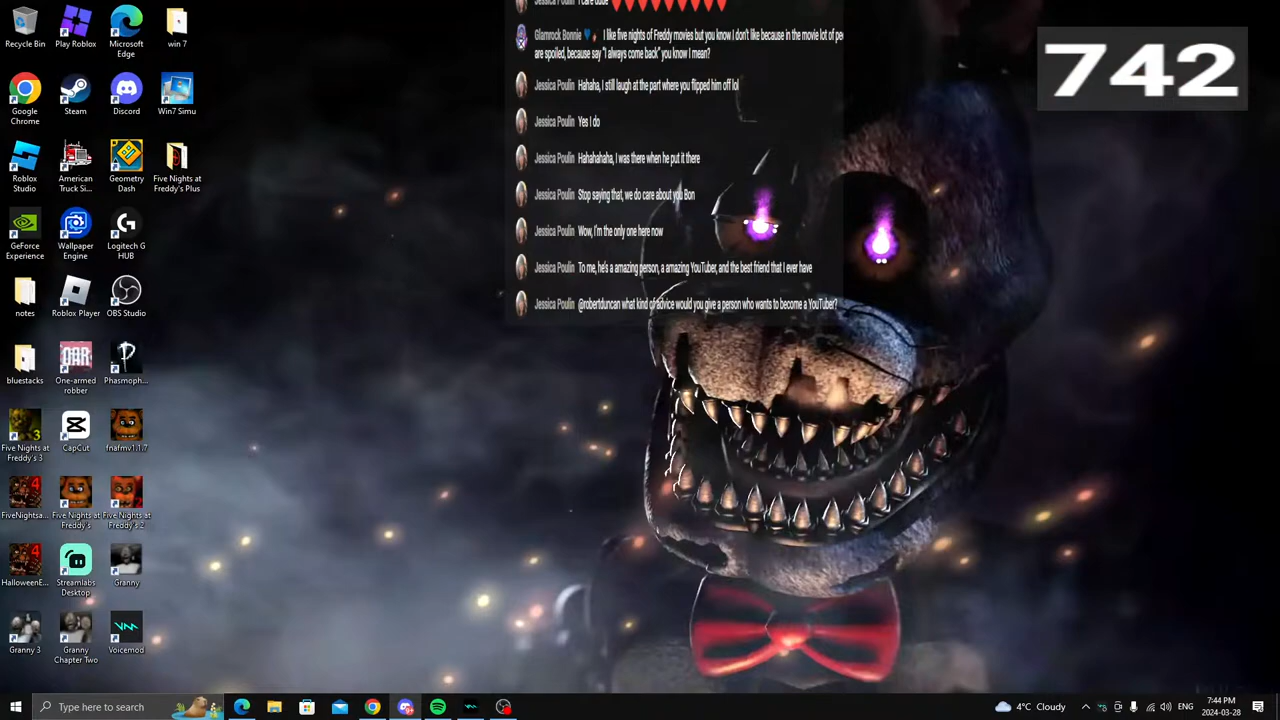 Jessica Poulin I care dude
Glamrock Bonnie I like five nights of Freddy movies but you know I don't like because in the movie lot of pe
are spoiled, because say "I always come back" you know I mean?
Jessica Poulin Hahaha, I still laugh at the part where you flipped him off lol
Jessica Poulin Yes I do
Jessica Poulin Hahahahaha, I was there when he put it there
Jessica Poulin Stop saying that, we do care about you Bon
Jessica Poulin Wow, i'm the only one here now
Jessica Poulin To me, he's a amazing person, a amazing YouTuber, and the best friend that I ever have
Jessica Poulin @robertduncan what kind of advice would you give a person who wants to become a YouTuber?
742
Recycle Bin
Play Roblox
Microsoft
Edge
win 7
Google
Chrome
Steam
Discord
Win7 Simu
Roblox
Studio
American
Truck Si...
Geometry
Dash
Five Nights at
Freddy's Plus
GeForce
Experience
Wallpaper
Engine
Logitech G
HUB
notes
Roblox Player
OBS Studio
bluestacks
OAR
One-armed
robber
Phasmoph...
3
Five Nights at
Freddy's 3
CapCut
fnafmv1.1.7
4
FiveNightsa...
Five Nights at
Freddy's
Five Nights at
Freddy's 2
4
HalloweenE...
Streamlabs
Desktop
Granny
Granny 3
Granny
Chapter Two
Voicemod
Type here to search
4°C Cloudy
ENG
7:44 PM
2024-03-28